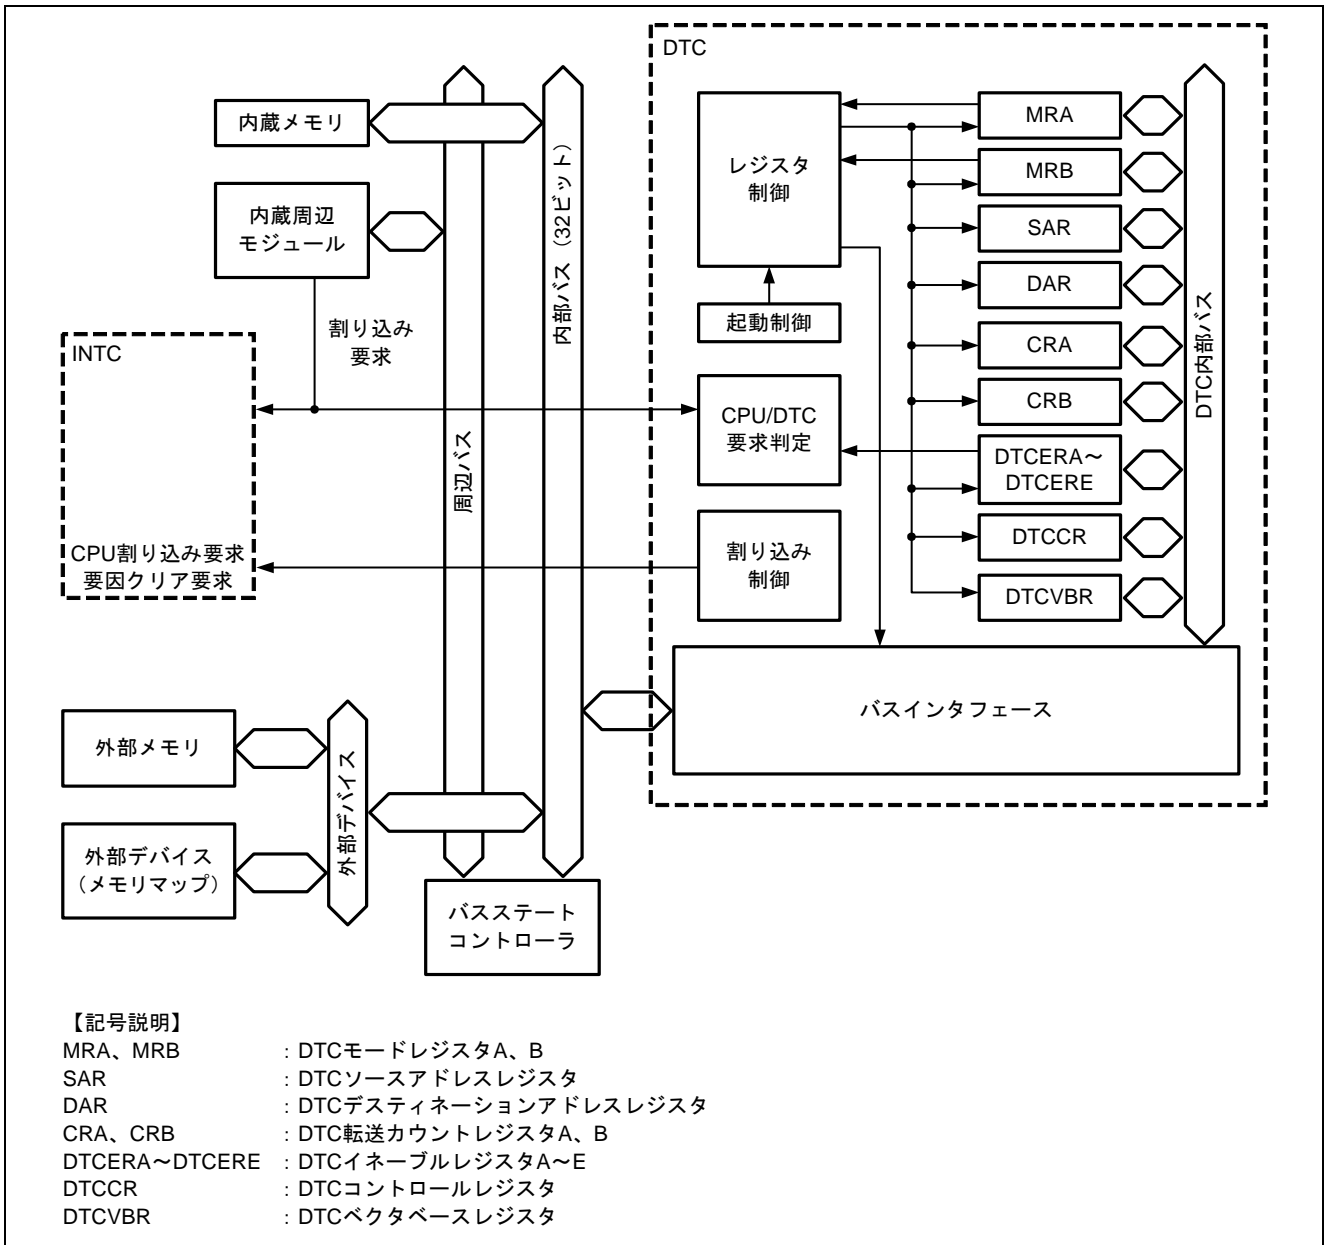 DTC
内蔵メモリ
内蔵周辺
モジュール
割り込み
要求
INTC
CPU割り込み要求
要因クリア要求
周辺バス
内部バス（32ビット）
レジスタ
制御
起動制御
CPU/DTC
要求判定
割り込み
制御
MRA
MRB
SAR
DAR
CRA
CRB
DTCERA～
DTCERE
DTCCR
DTCVBR
DTC内部バス
バスインタフェース
外部メモリ
外部デバイス
（メモリマップ）
外部デバイス
バスステート
コントローラ
【記号説明】
MRA、MRB : DTCモードレジスタA、B
SAR : DTCソースアドレスレジスタ
DAR : DTCデスティネーションアドレスレジスタ
CRA、CRB : DTC転送カウントレジスタA、B
DTCERA～DTCERE : DTCイネーブルレジスタA～E
DTCCR : DTCコントロールレジスタ
DTCVBR : DTCベクタベースレジスタ